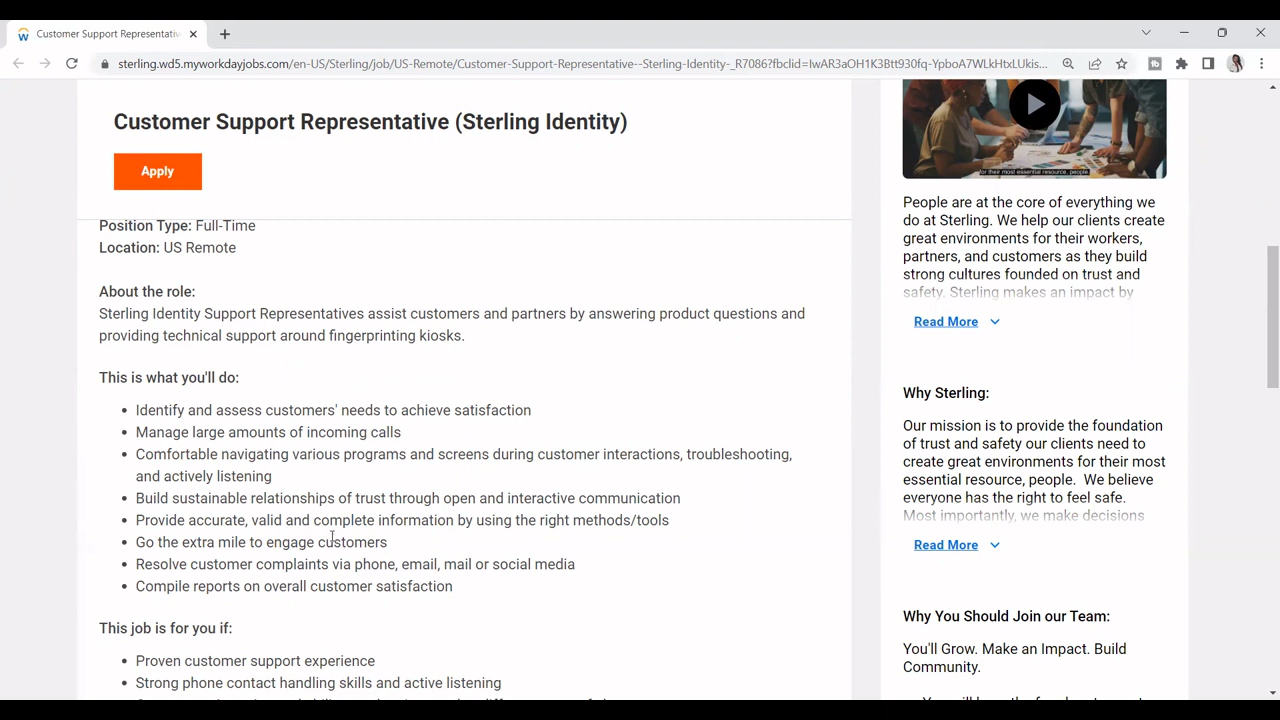 Customer Support Representativ
sterling.wd5.myworkdayjobs.com/en-US/Sterling/job/US-Remote/Customer-Support-Representative--Sterling-Identity-_R7086?fbclid=IwAR3aOH1K3Btt930fq-YpboA7WLkHtxLUkis...
Customer Support Representative (Sterling Identity)
Apply
Position Type: Full-Time
Location: US Remote
About the role:
Sterling Identity Support Representatives assist customers and partners by answering product questions and
providing technical support around fingerprinting kiosks.
This is what you'll do:
• Identify and assess customers' needs to achieve satisfaction
• Manage large amounts of incoming calls
• Comfortable navigating various programs and screens during customer interactions, troubleshooting,
and actively listening
• Build sustainable relationships of trust through open and interactive communication
• Provide accurate, valid and complete information by using the right methods/tools
• Go the extra mile to engage customers
• Resolve customer complaints via phone, email, mail or social media
• Compile reports on overall customer satisfaction
This job is for you if:
• Proven customer support experience
• Strong phone contact handling skills and active listening
for their most essential resource, people.
People are at the core of everything we
do at Sterling. We help our clients create
great environments for their workers,
partners, and customers as they build
strong cultures founded on trust and
safety. Sterling makes an impact by
Read More
Why Sterling:
Our mission is to provide the foundation
of trust and safety our clients need to
create great environments for their most
essential resource, people. We believe
everyone has the right to feel safe.
Most importantly, we make decisions
Read More
Why You Should Join our Team:
You'll Grow. Make an Impact. Build
Community.